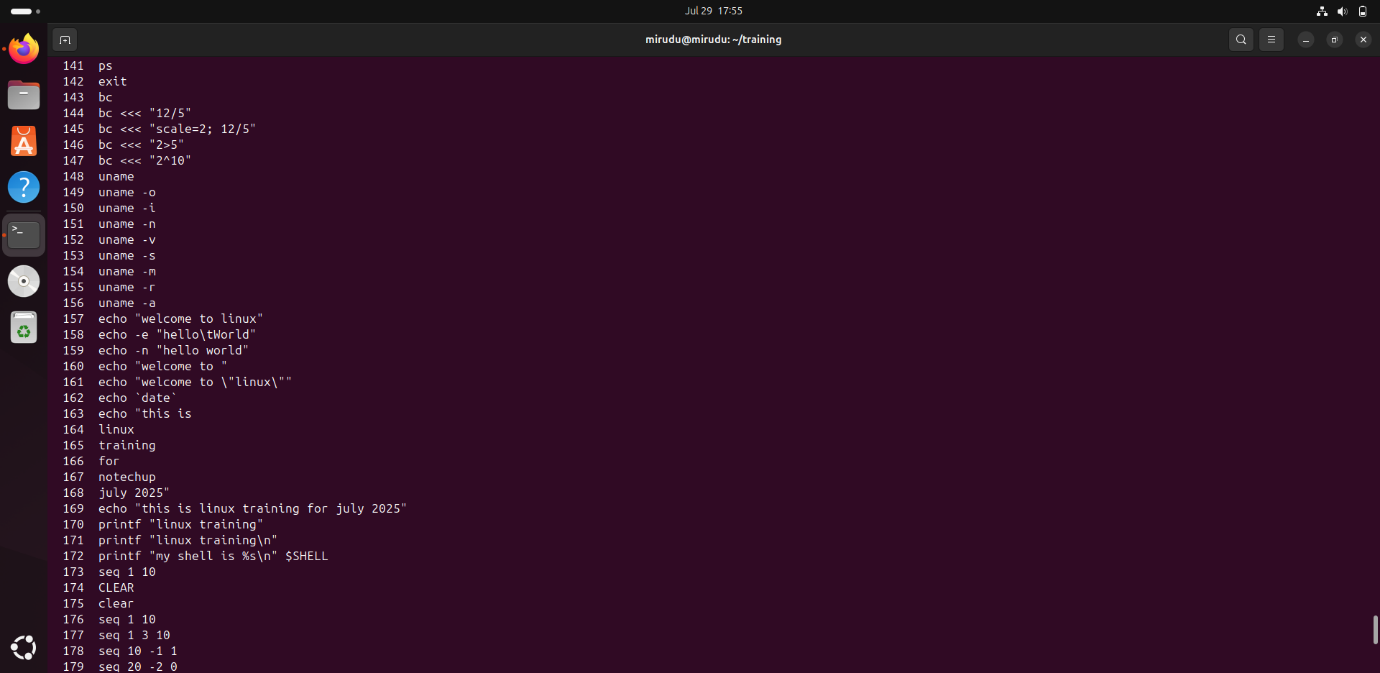 Jul 29 17:55
mirudu@mirudu: ~/training
141 ps
142 exit
143 bc
144 bc <<< "12/5"
145 bc <<< "scale=2; 12/5"
146 bc <<< "2>5"
147 bc <<< "2^10"
148 uname
149 uname -o
150 uname -i
151 uname -n
152 uname -v
153 uname -s
154 uname -m
155 uname -r
156 uname -a
157 echo "welcome to linux"
158 echo -e "hello\tWorld"
159 echo -n "hello world"
160 echo "welcome to "
161 echo "welcome to \"linux\""
162 echo `date`
163 echo "this is
164 linux
165 training
166 for
167 notechup
168 july 2025"
169 echo "this is linux training for july 2025"
170 printf "linux training"
171 printf "linux training\n"
172 printf "my shell is %s\n" $SHELL
173 seq 1 10
174 CLEAR
175 clear
176 seq 1 10
177 seq 1 3 10
178 seq 10 -1 1
179 seq 20 -2 0